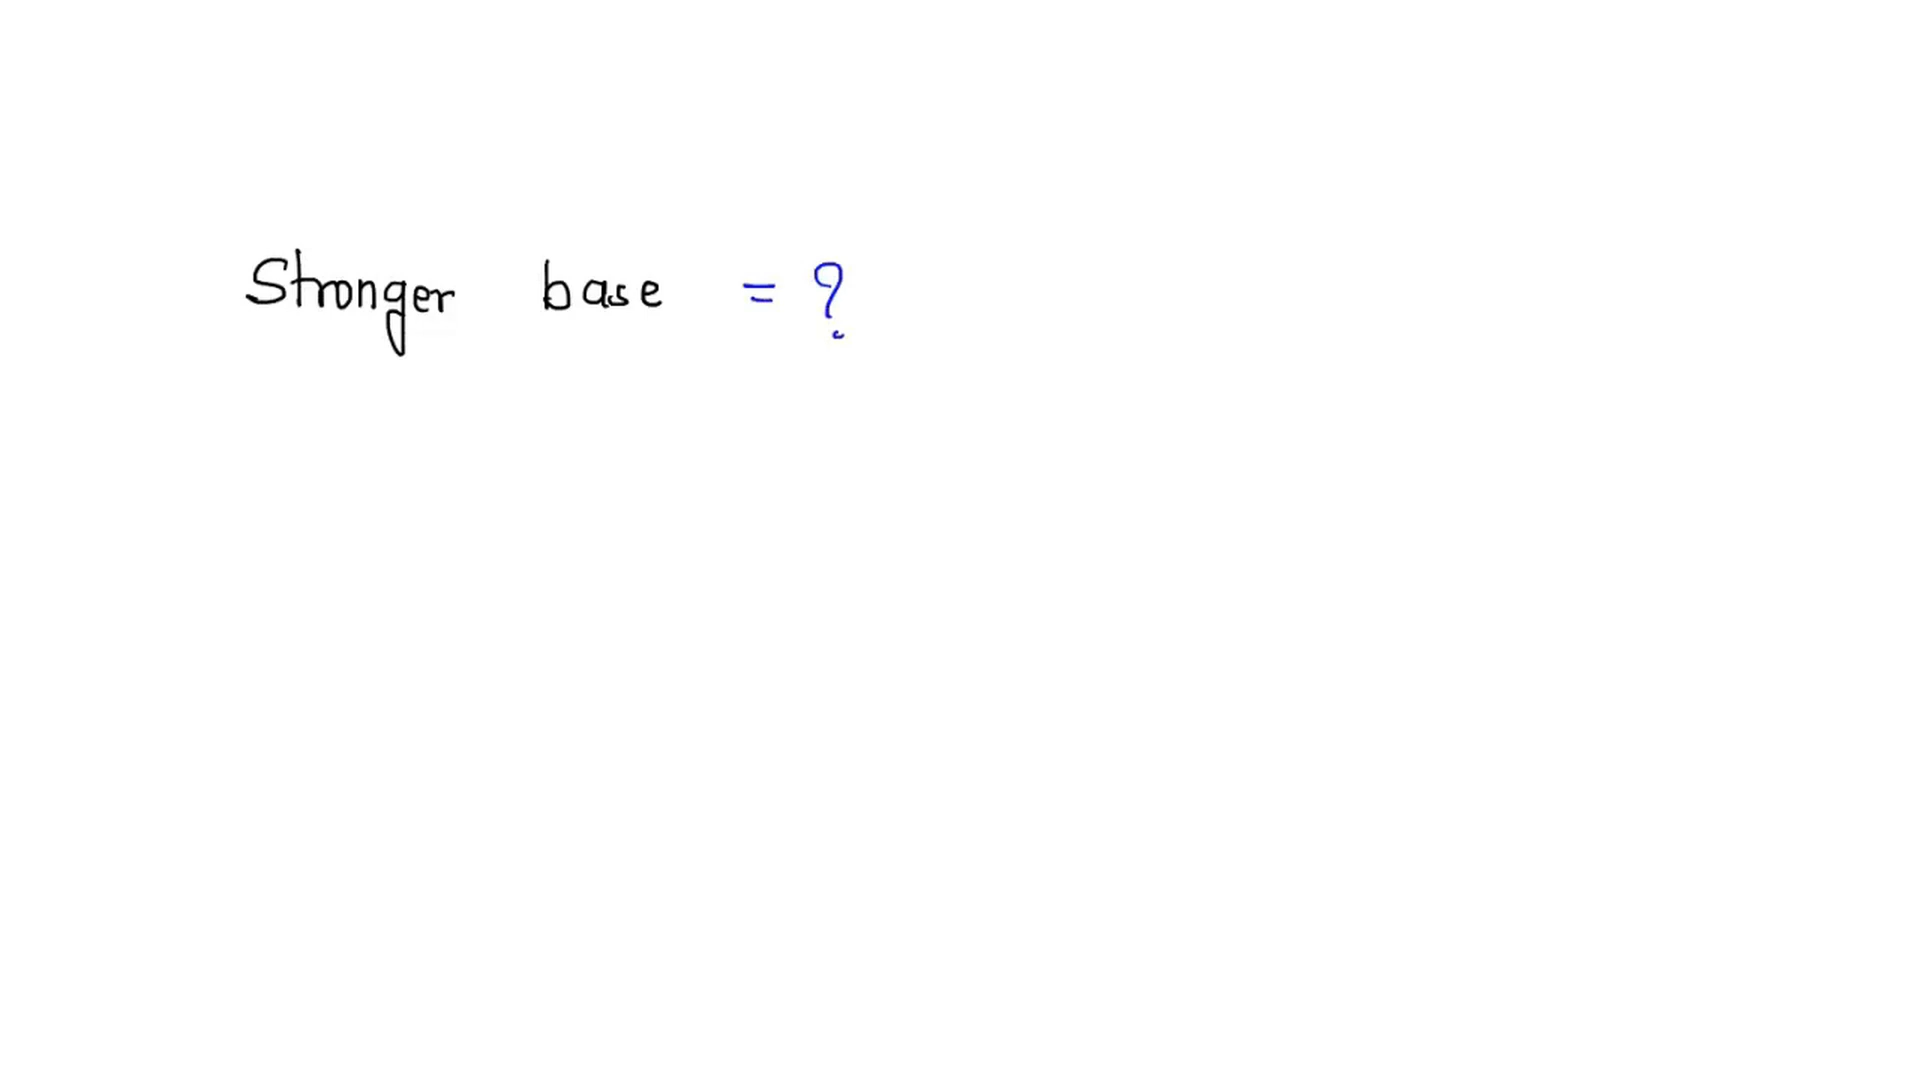 Stronger base = ?